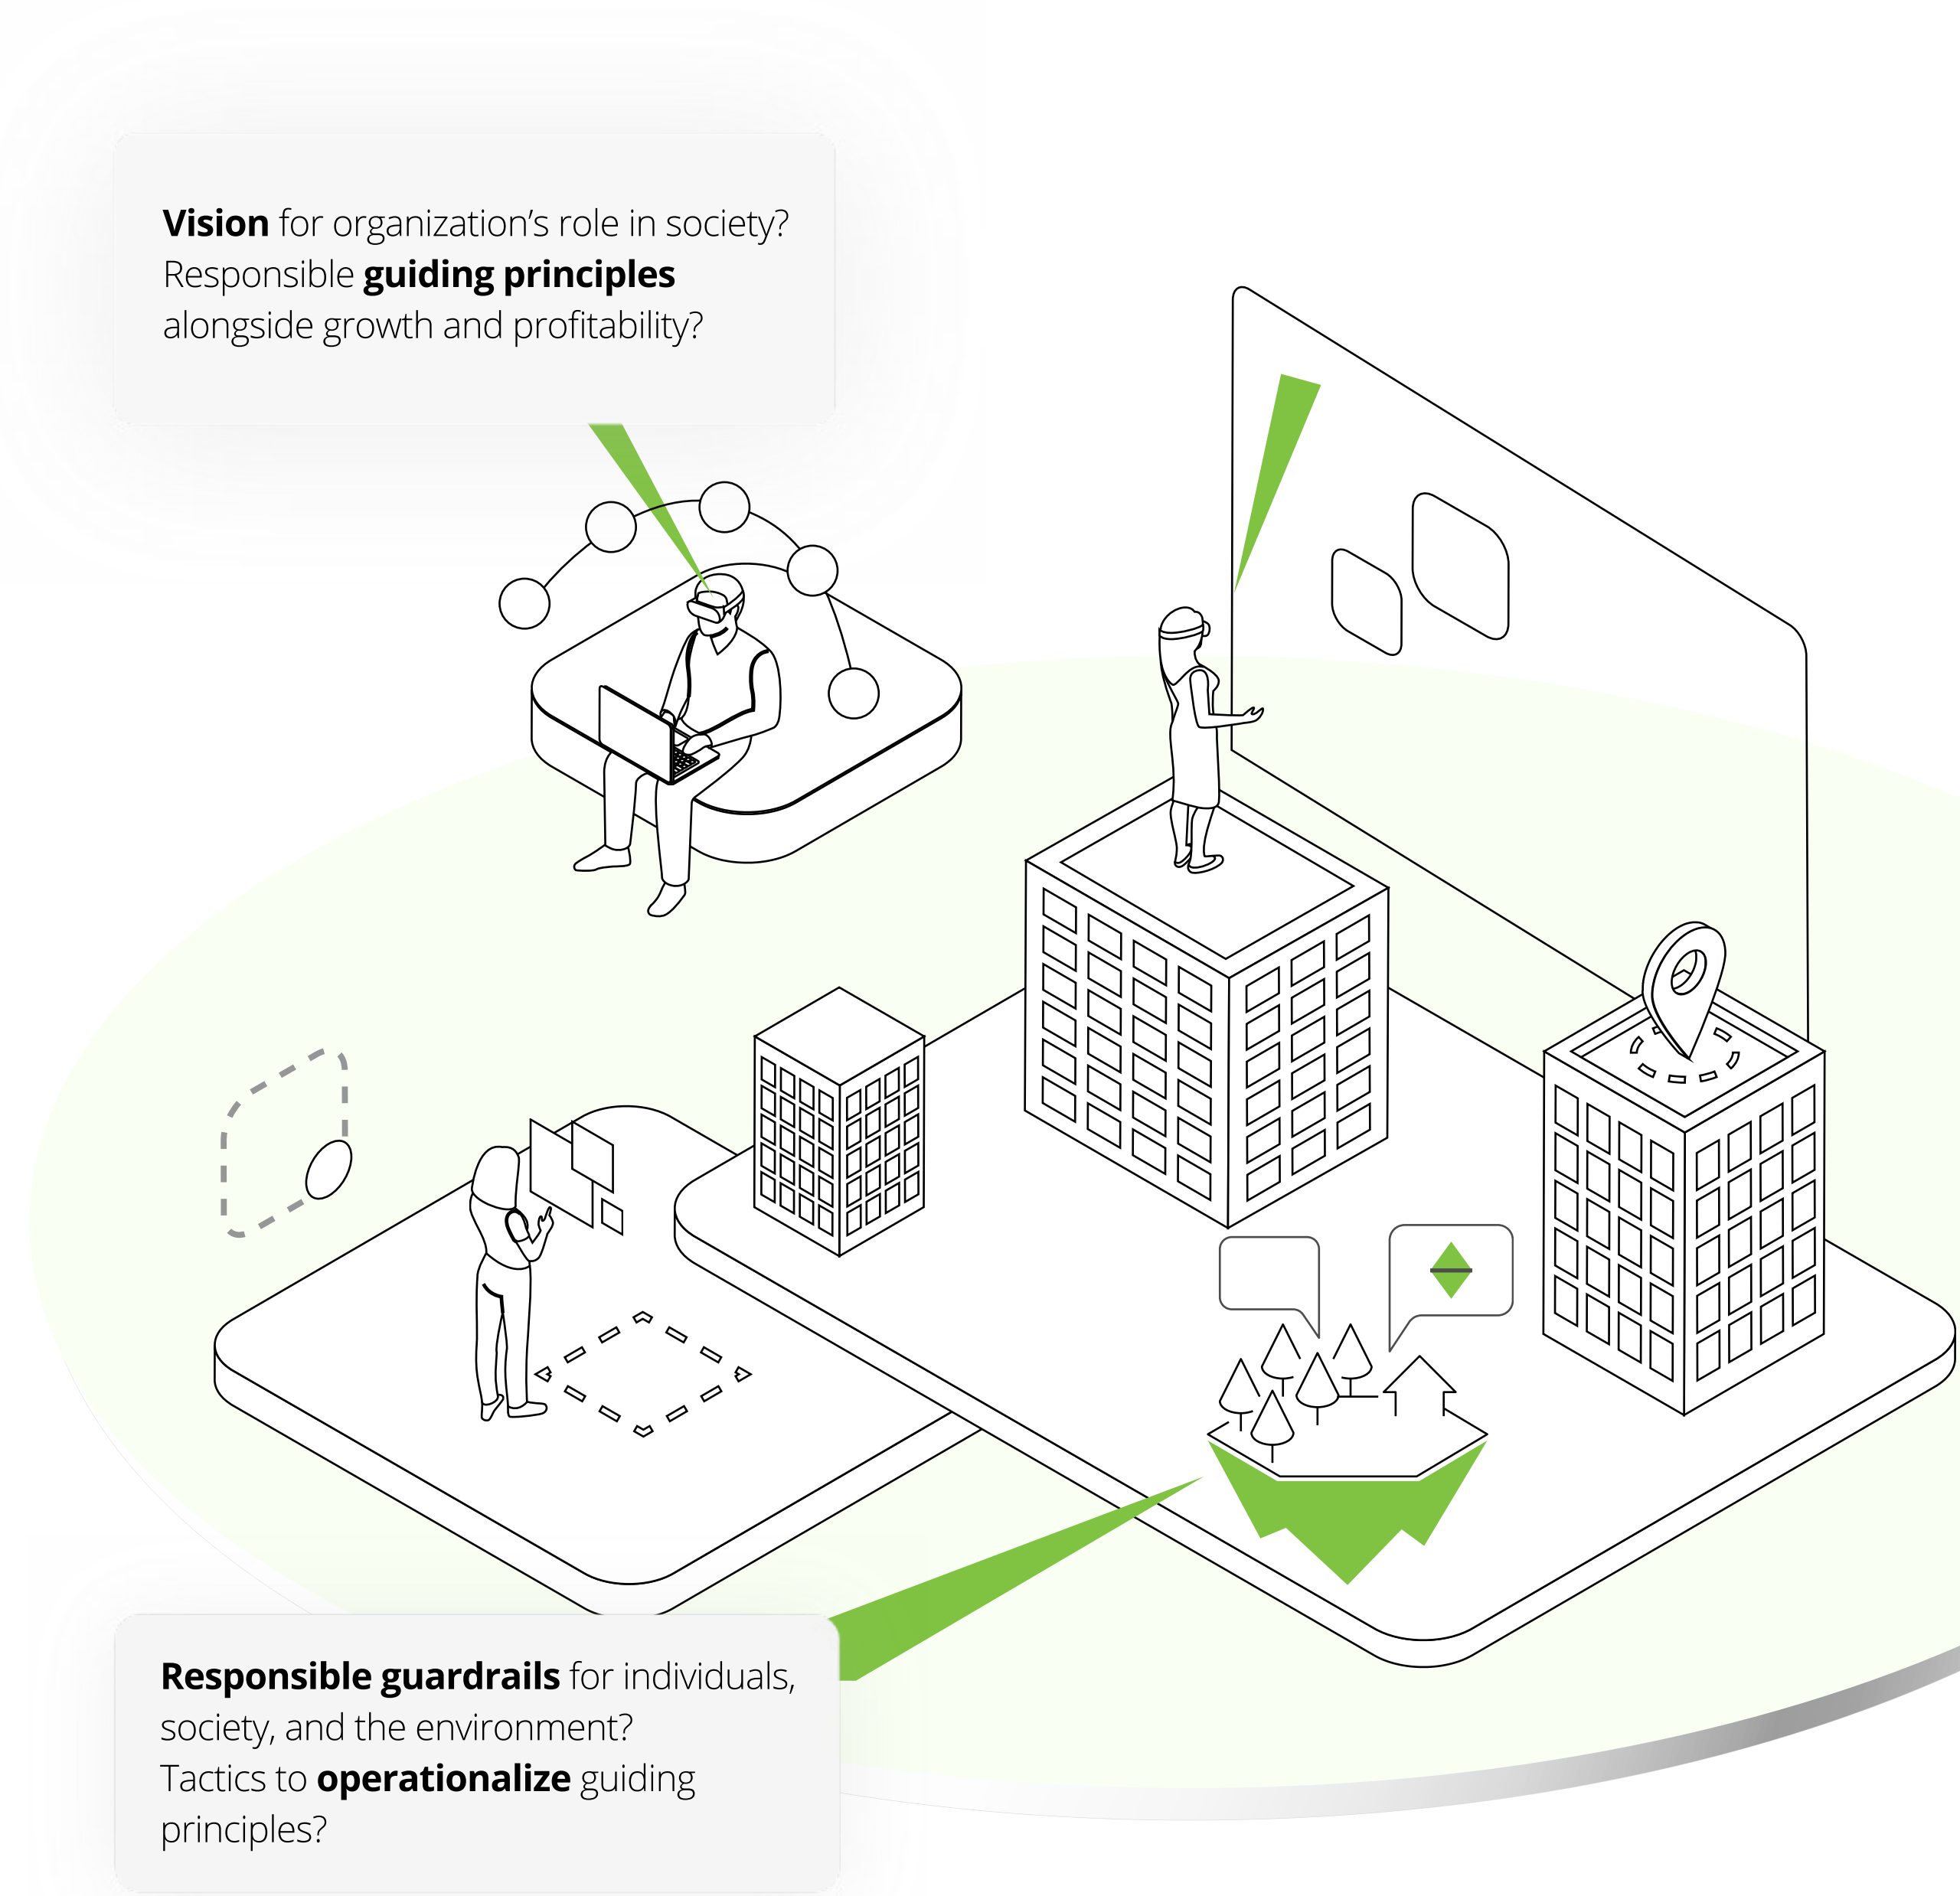 Vision for organization’s role in society?
Responsible guiding principles
alongside growth and profitability?
Responsible guardrails for individuals,
society, and the environment?
Tactics to operationalize guiding
principles?